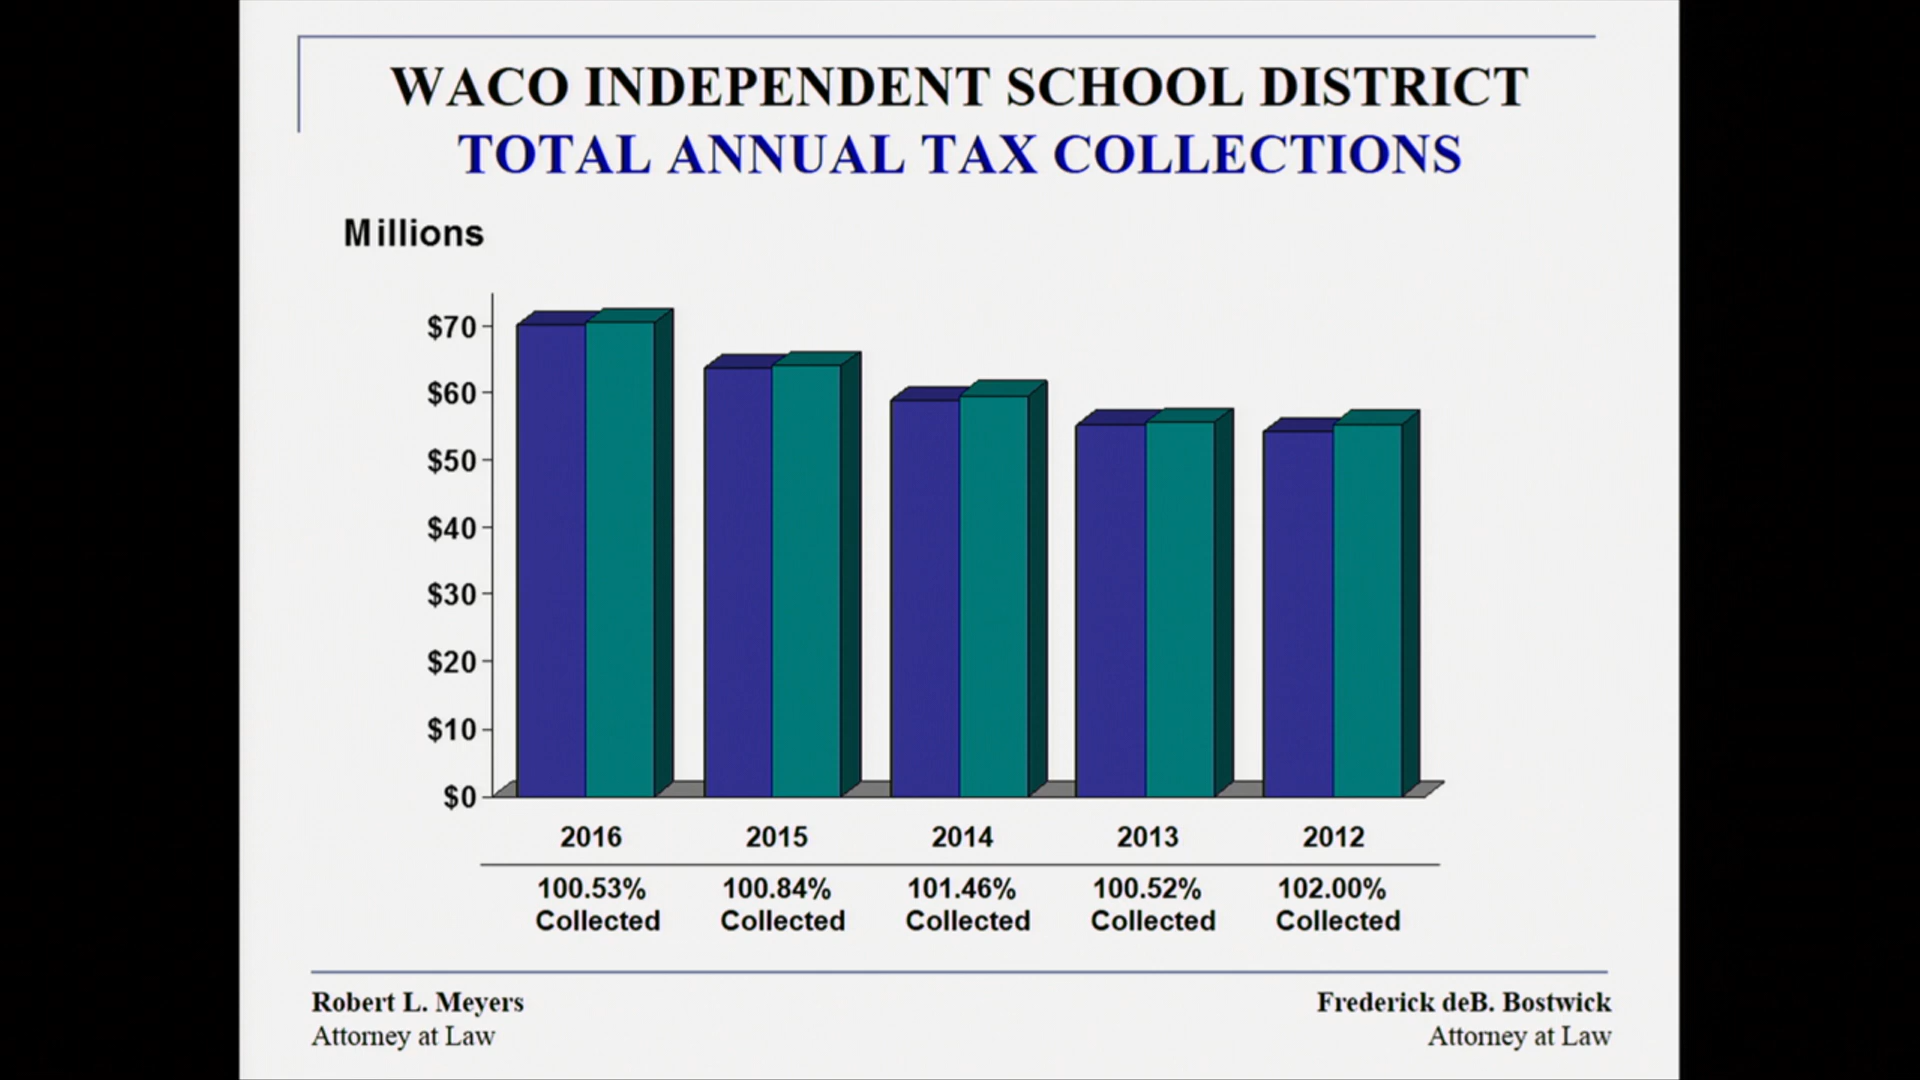 WACO INDEPENDENT SCHOOL DISTRICT
TOTAL ANNUAL TAX COLLECTIONS
Millions
$70
$60
$50
$40
$30
$20
$10
$0
2016 2015 2014 2013 2012
100.53% 100.84% 101.46% 100.52% 102.00%
Collected Collected Collected Collected Collected
Robert L. Meyers Frederick deB. Bostwick
Attorney at Law Attorney at Law